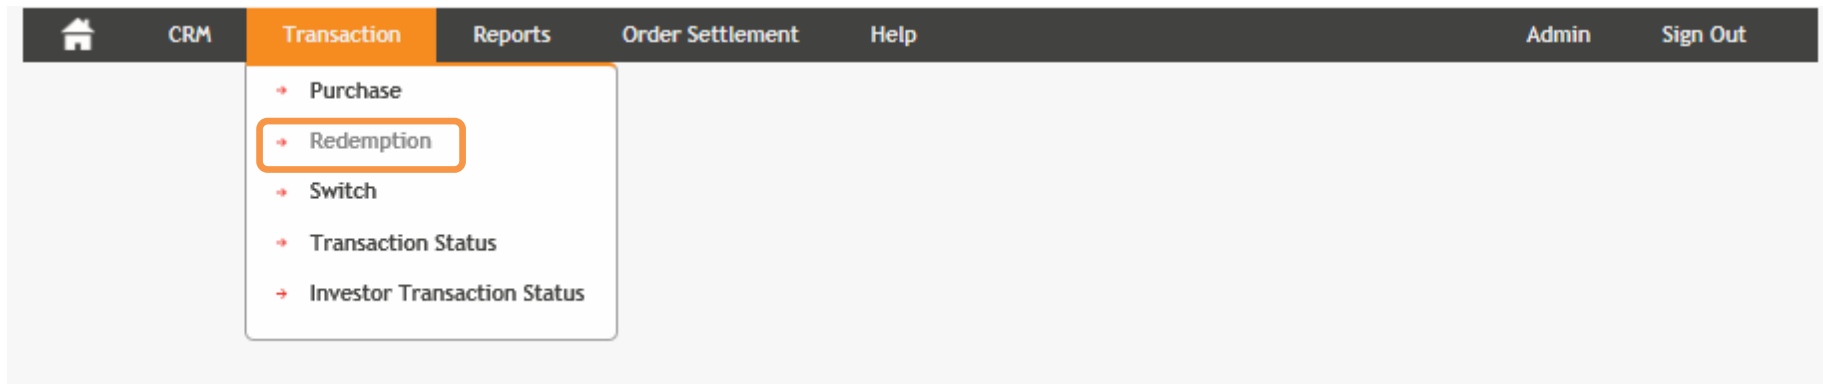 CRM Transaction Reports Order Settlement Help Admin Sign Out
Purchase
Redemption
Switch
Transaction Status
Investor Transaction Status